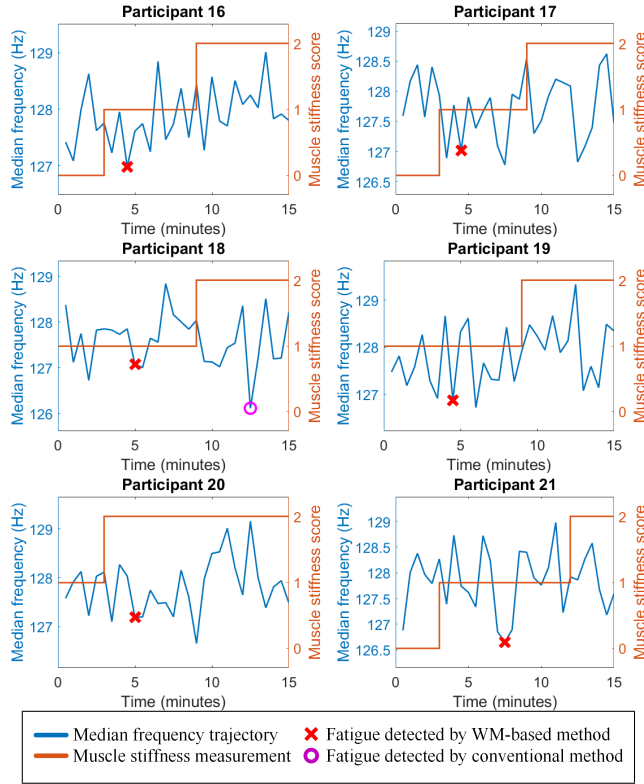 Participant 16
Median frequency (Hz)
129
128
127
Muscle stiffness score
2
1
0
0 5 10 15
Time (minutes)
Participant 17
Median frequency (Hz)
129
128.5
128
127.5
127
126.5
Muscle stiffness score
2
1
0
0 5 10 15
Time (minutes)
Participant 18
Median frequency (Hz)
129
128
127
126
Muscle stiffness score
2
1
0
0 5 10 15
Time (minutes)
Participant 19
Median frequency (Hz)
129
128
127
Muscle stiffness score
2
1
0
0 5 10 15
Time (minutes)
Participant 20
Median frequency (Hz)
129
128
127
Muscle stiffness score
2
1
0
0 5 10 15
Time (minutes)
Participant 21
Median frequency (Hz)
129
128.5
128
127.5
127
126.5
Muscle stiffness score
2
1
0
0 5 10 15
Time (minutes)
Median frequency trajectory
Fatigue detected by WM-based method
Muscle stiffness measurement
Fatigue detected by conventional method